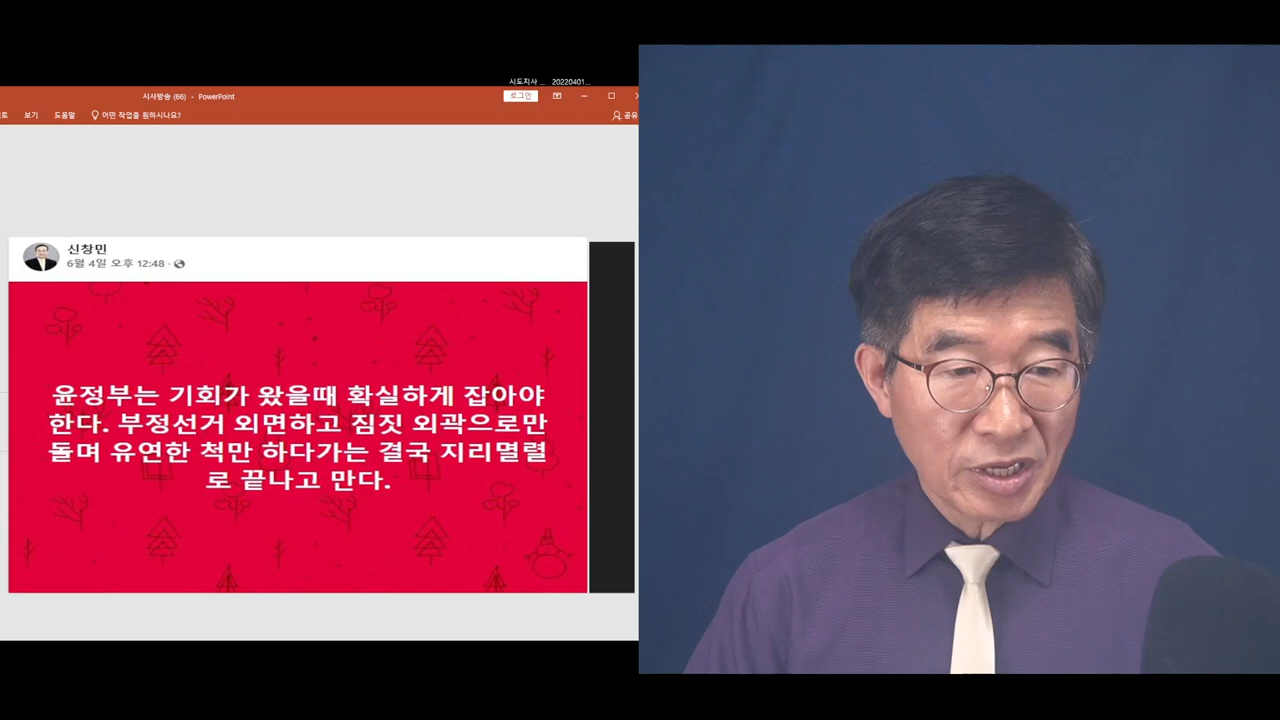 시도지사 ... 20220401...
시사방송 (66) - PowerPoint
로그인
보기 도움말 어떤 작업을 원하시나요?
공유
신창민
6월 4일 오후 12:48 ·
윤정부는 기회가 왔을때 확실하게 잡아야
한다. 부정선거 외면하고 짐짓 외곽으로만
돌며 유연한 척만 하다가는 결국 지리멸렬
로 끝나고 만다.